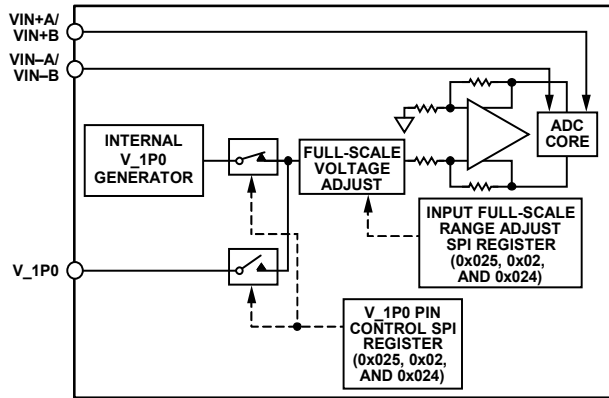 VIN+A/
VIN+B
VIN–A/
VIN–B
INTERNAL
V_1P0
GENERATOR
FULL-SCALE
VOLTAGE
ADJUST
ADC
CORE
INPUT FULL-SCALE
RANGE ADJUST
SPI REGISTER
(0x025, 0x02,
AND 0x024)
V_1P0
V_1P0 PIN
CONTROL SPI
REGISTER
(0x025, 0x02,
AND 0x024)